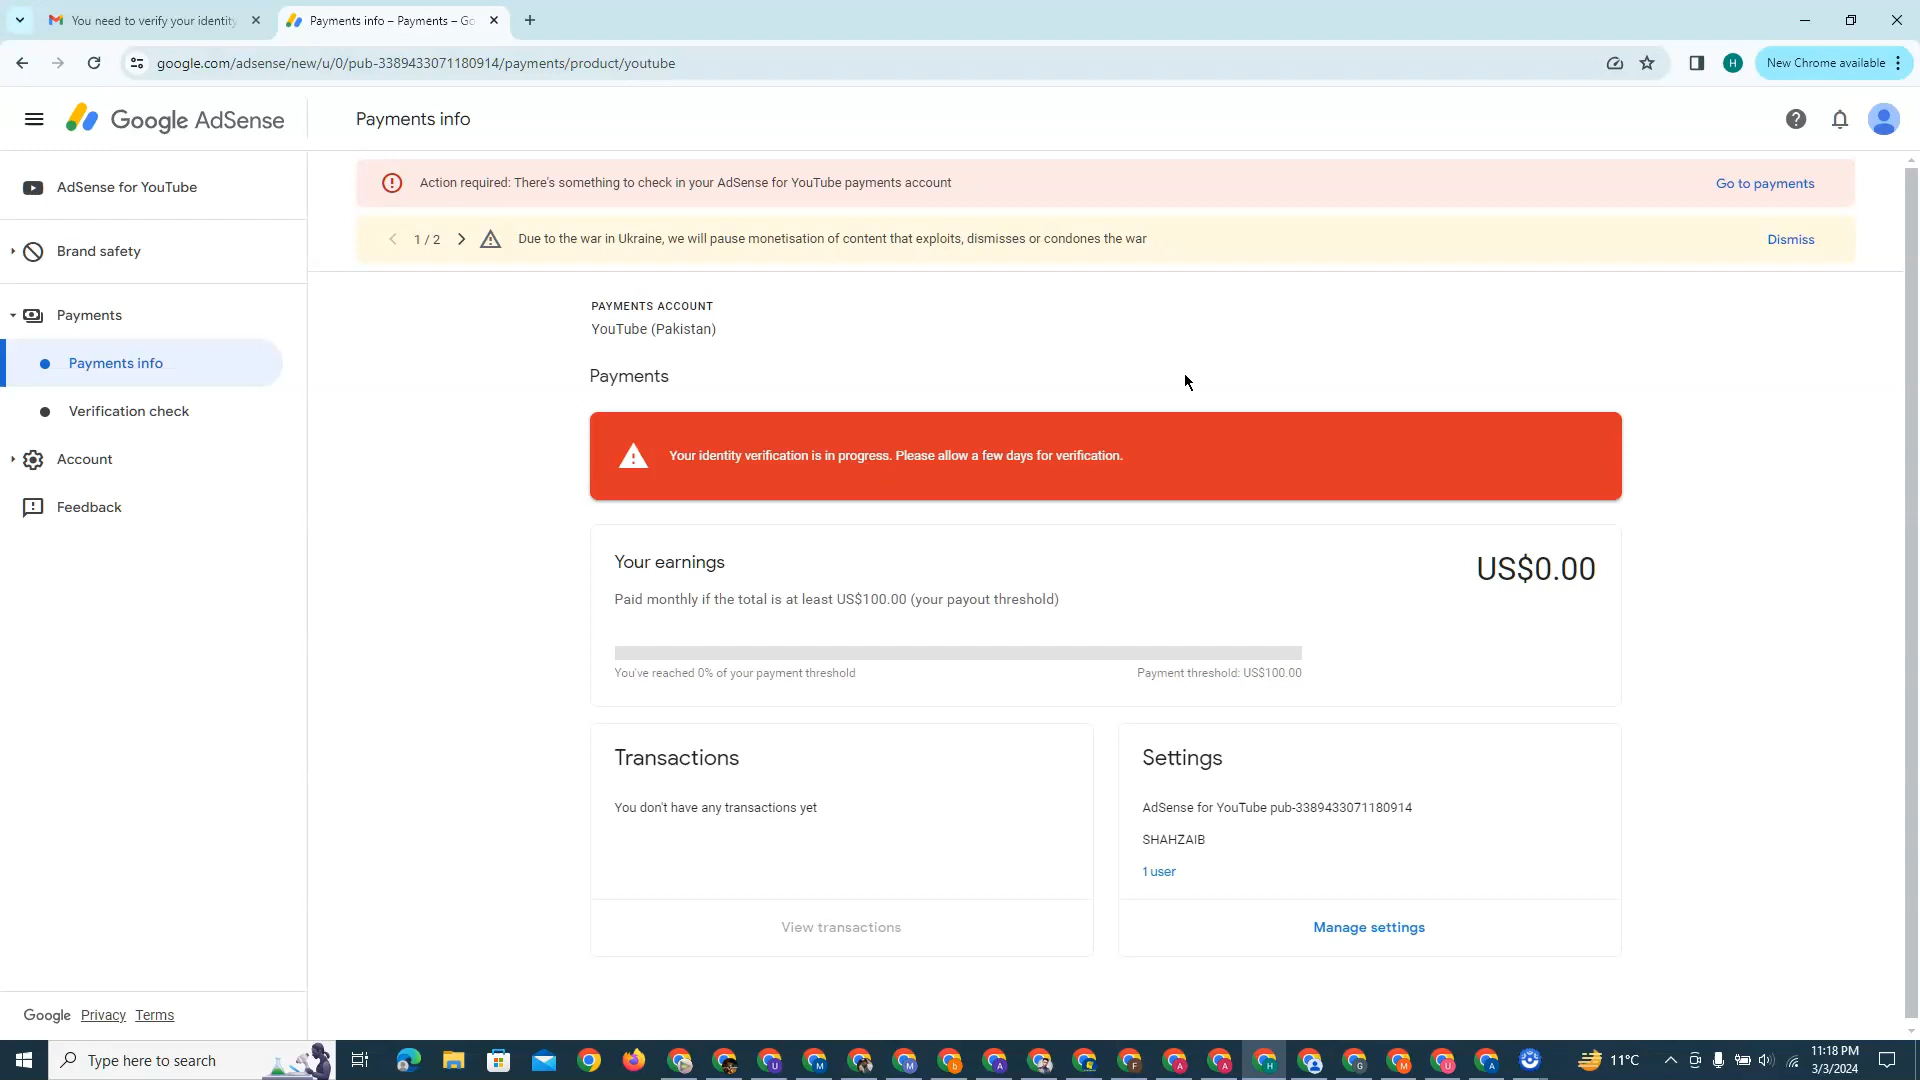 You need to verify your identity
Payments info – Payments – Go
google.com/adsense/new/u/0/pub-3389433071180914/payments/product/youtube
H
New Chrome available
Google AdSense
Payments info
AdSense for YouTube
Brand safety
Payments
Payments info
Verification check
Account
Feedback
Google Privacy Terms
Action required: There's something to check in your AdSense for YouTube payments account
Go to payments
1 / 2
Due to the war in Ukraine, we will pause monetisation of content that exploits, dismisses or condones the war
Dismiss
PAYMENTS ACCOUNT
YouTube (Pakistan)
Payments
Your identity verification is in progress. Please allow a few days for verification.
Your earnings
US$0.00
Paid monthly if the total is at least US$100.00 (your payout threshold)
You've reached 0% of your payment threshold
Payment threshold: US$100.00
Transactions
You don't have any transactions yet
View transactions
Settings
AdSense for YouTube pub-3389433071180914
SHAHZAIB
1 user
Manage settings
Type here to search
11°C
11:18 PM
3/3/2024